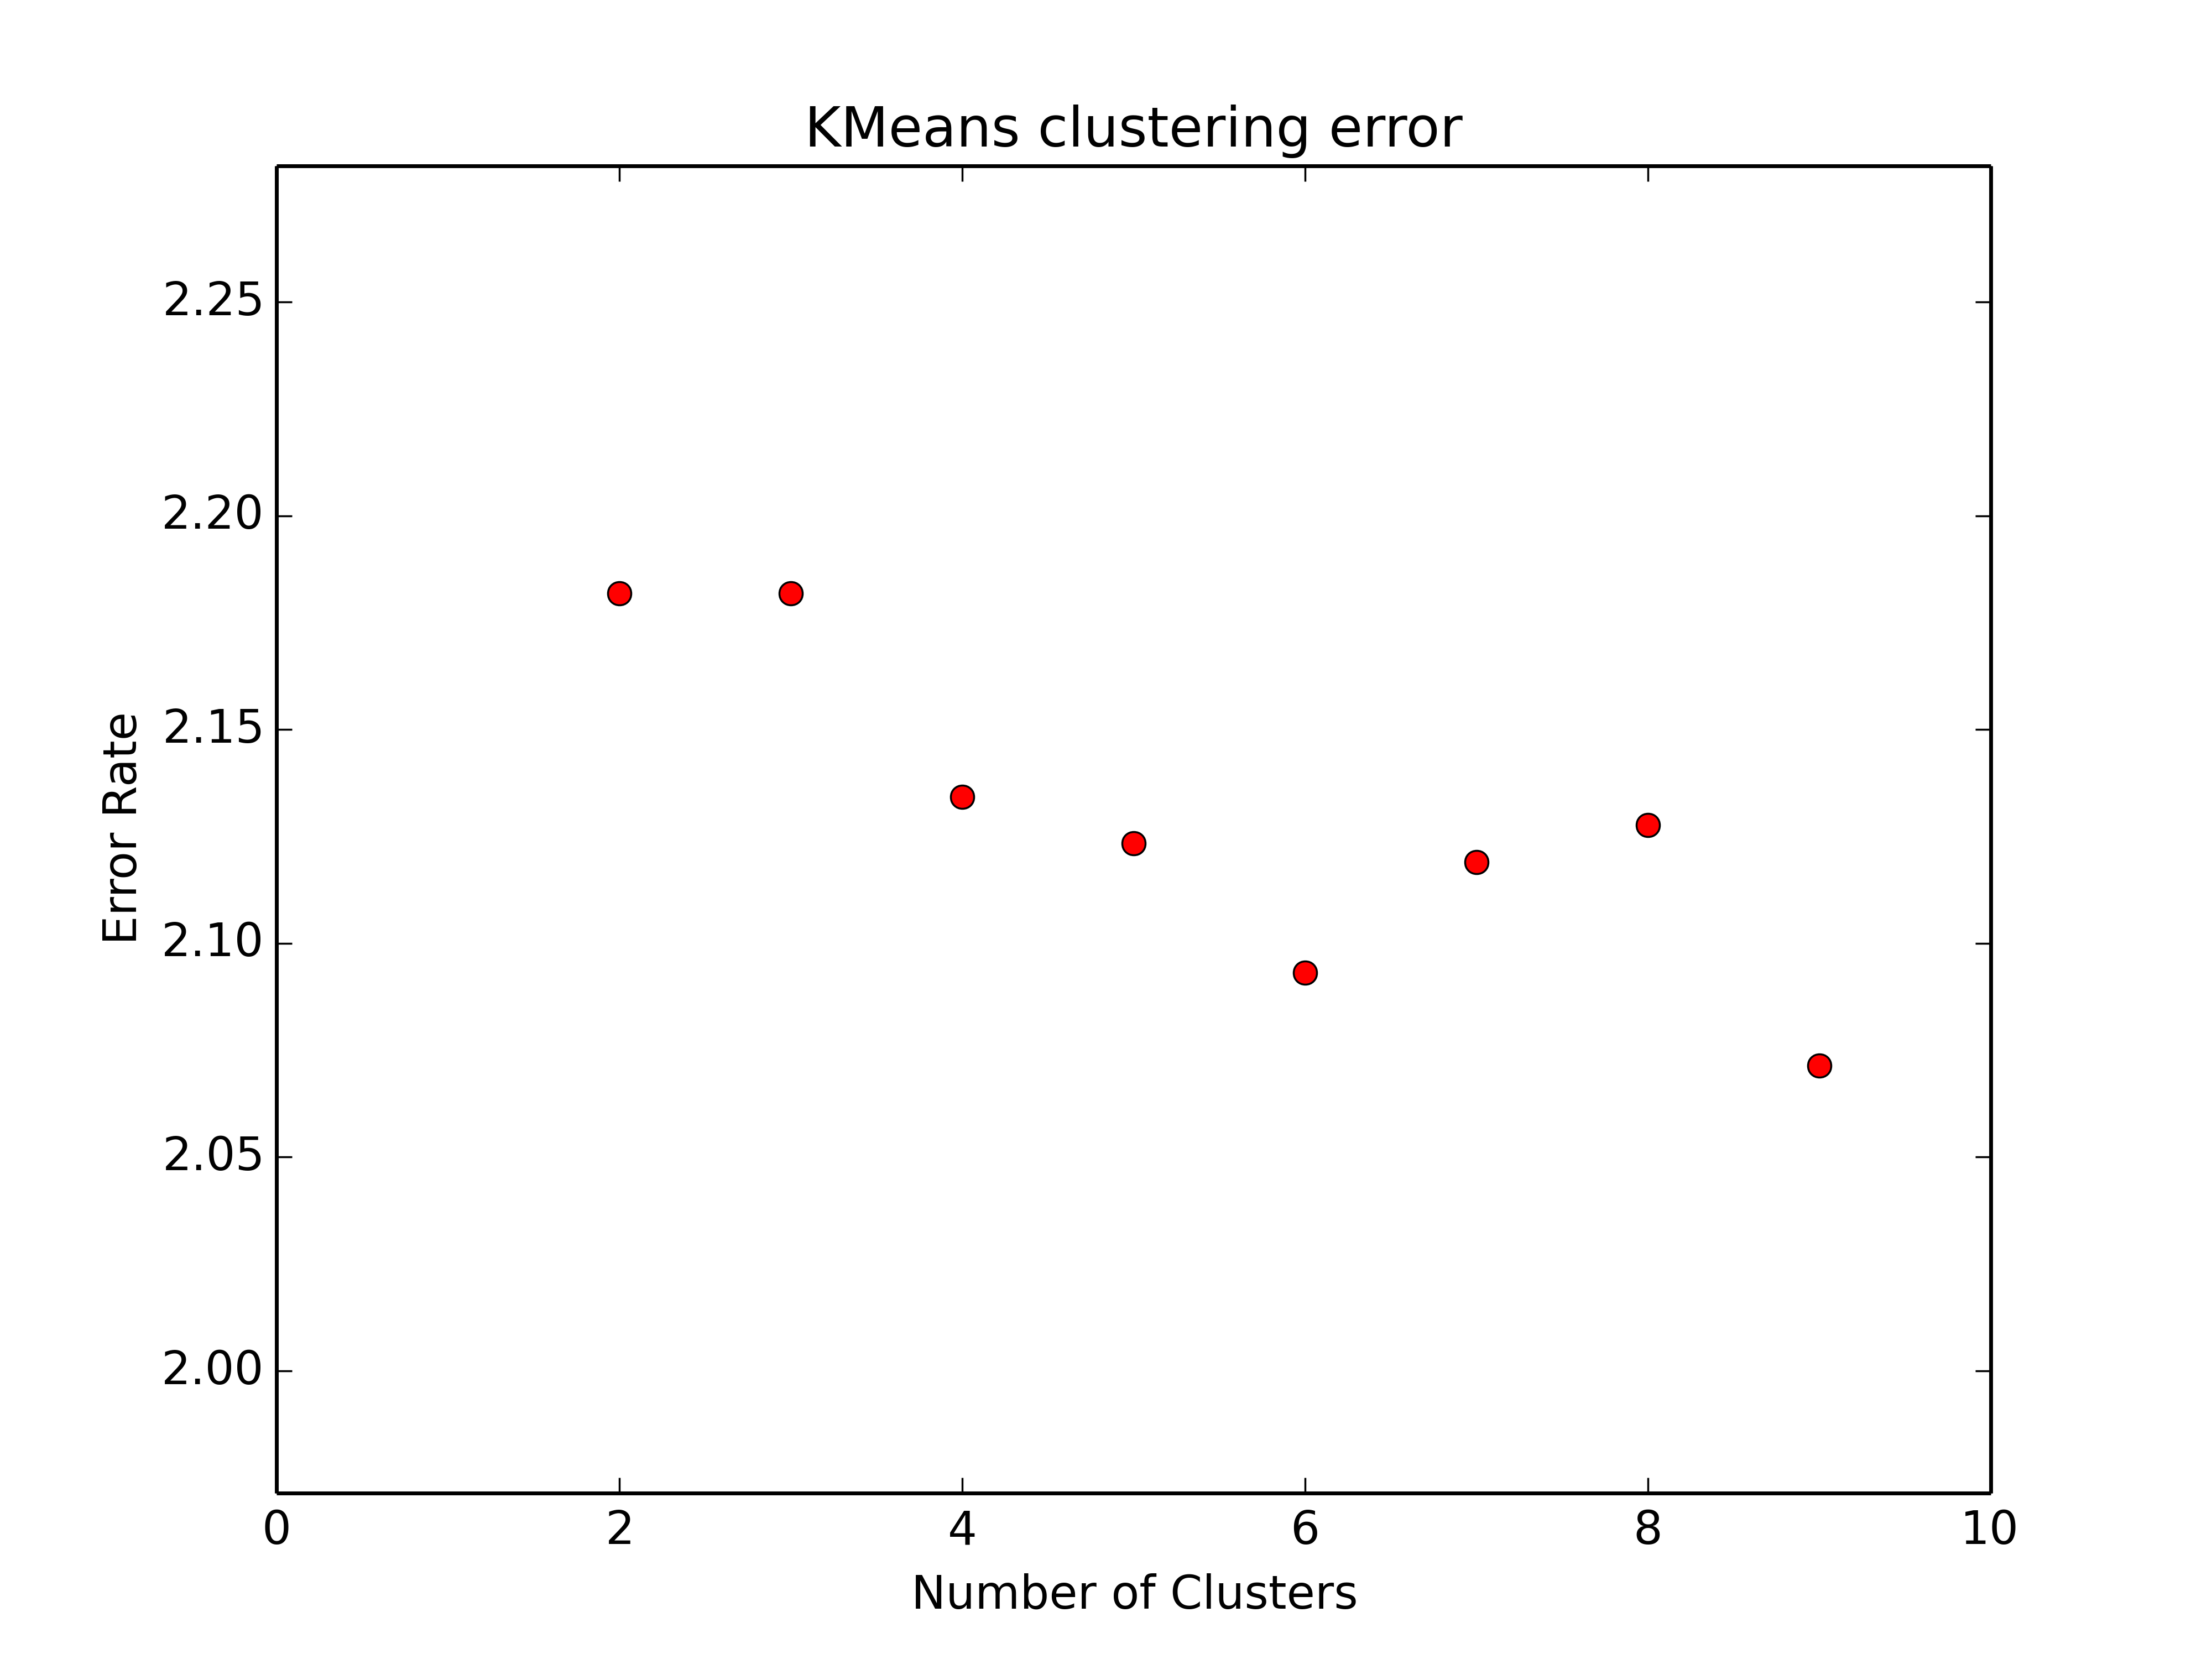 KMeans clustering error
2.25
2.20
2.15
2.10
2.05
2.00
Error Rate
0 2 4 6 8 10
Number of Clusters